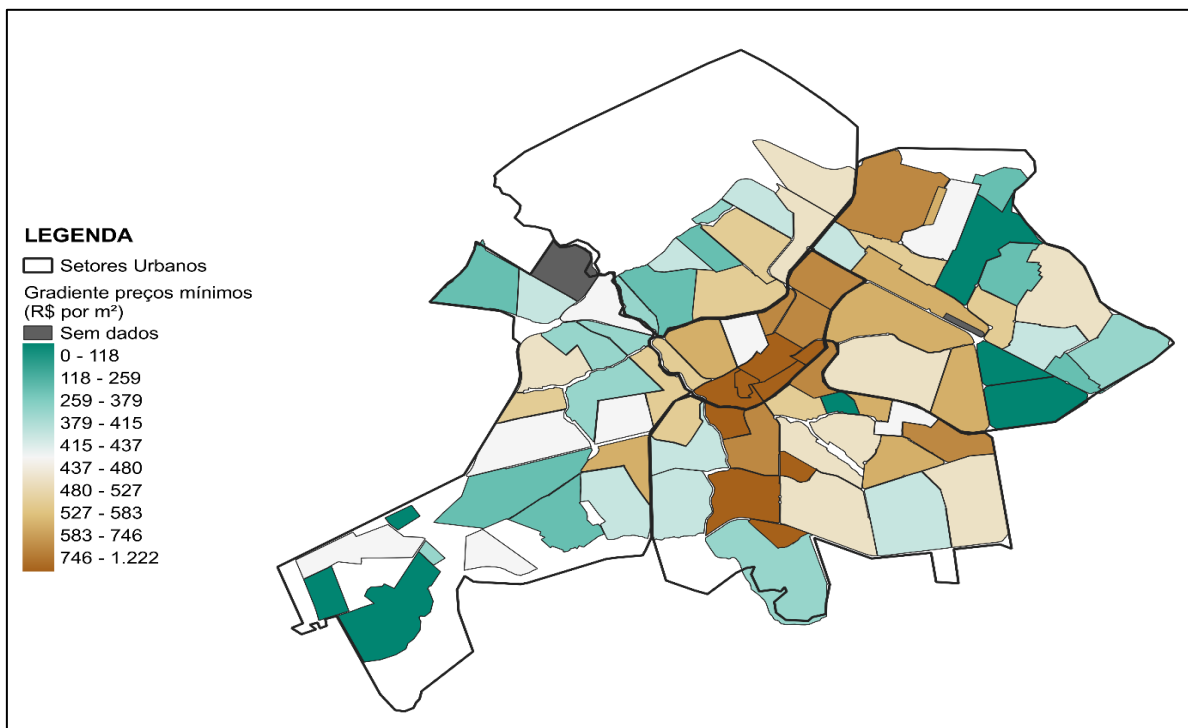 LEGENDA
Setores Urbanos
Gradiente preços mínimos
(R$ por m²)
Sem dados
0 - 118
118 - 259
259 - 379
379 - 415
415 - 437
437 - 480
480 - 527
527 - 583
583 - 746
746 - 1.222